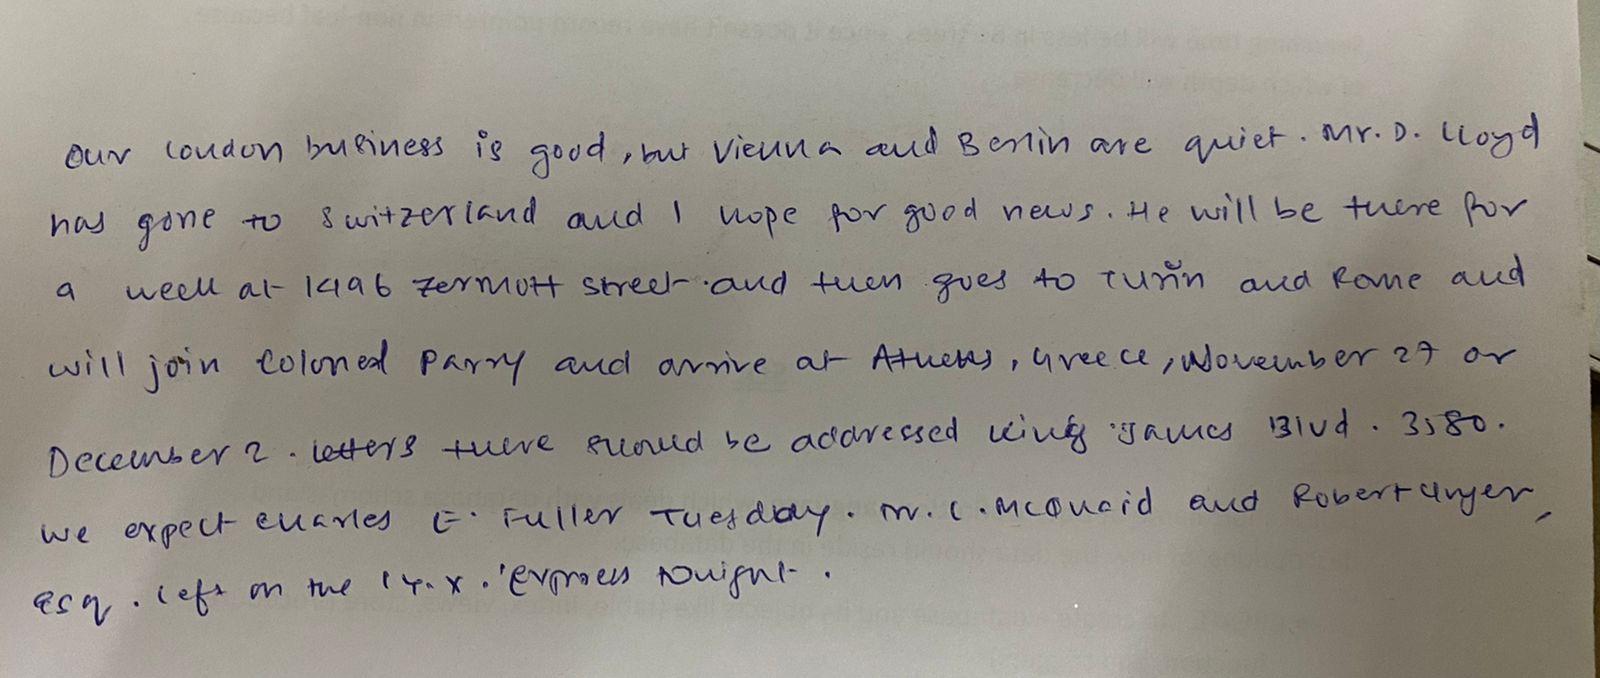 Our London business is good, but Vienna and Berlin are quiet. Mr. D. Lloyd
has gone to Switzerland and I hope for good news. He will be there for
a week at 1496 Zermott Street and then goes to Turin and Rome and
will join Colonel Parry and arrive at Athens, Greece, November 27 or
December 2. Letters there should be addressed King James Blvd. 3580.
We expect Charles E. Fuller Tuesday. Dr. L. McQuaid and Robert Unger,
Esq. left on the 'Y.X.' Express tonight.